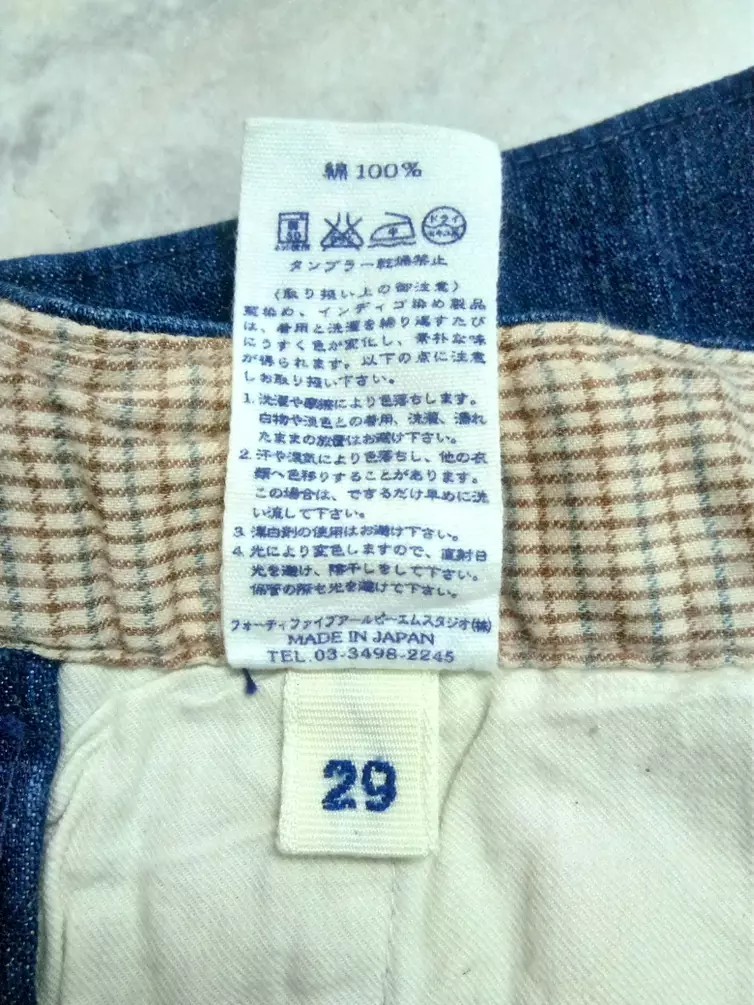 綿 100%
タンブラー乾燥禁止
(取り扱い上の御注意)
藍染め、インディゴ染め製品
は、着用と洗濯を繰り返すたび
にうすく色が変化し、素朴な味
が得られます。以下の点に注意
しお取り扱い下さい。
1. 洗濯や摩擦により色落ちします。
白物や淡色との着用、洗濯、濡れ
たままの放置はお避け下さい。
2. 汗や湿気により色落ちし、他の衣
類へ色移りすることがあります。
この場合は、できるだけ早めに洗
い流して下さい。
3. 漂白剤の使用はお避け下さい。
4. 光により変色しますので、直射日
光を避け、陰干しをして下さい。
保管の際も光を避けて下さい。
フォーティファイブアールピーエムスタジオ(株)
MADE IN JAPAN
TEL.03-3498-2245
29